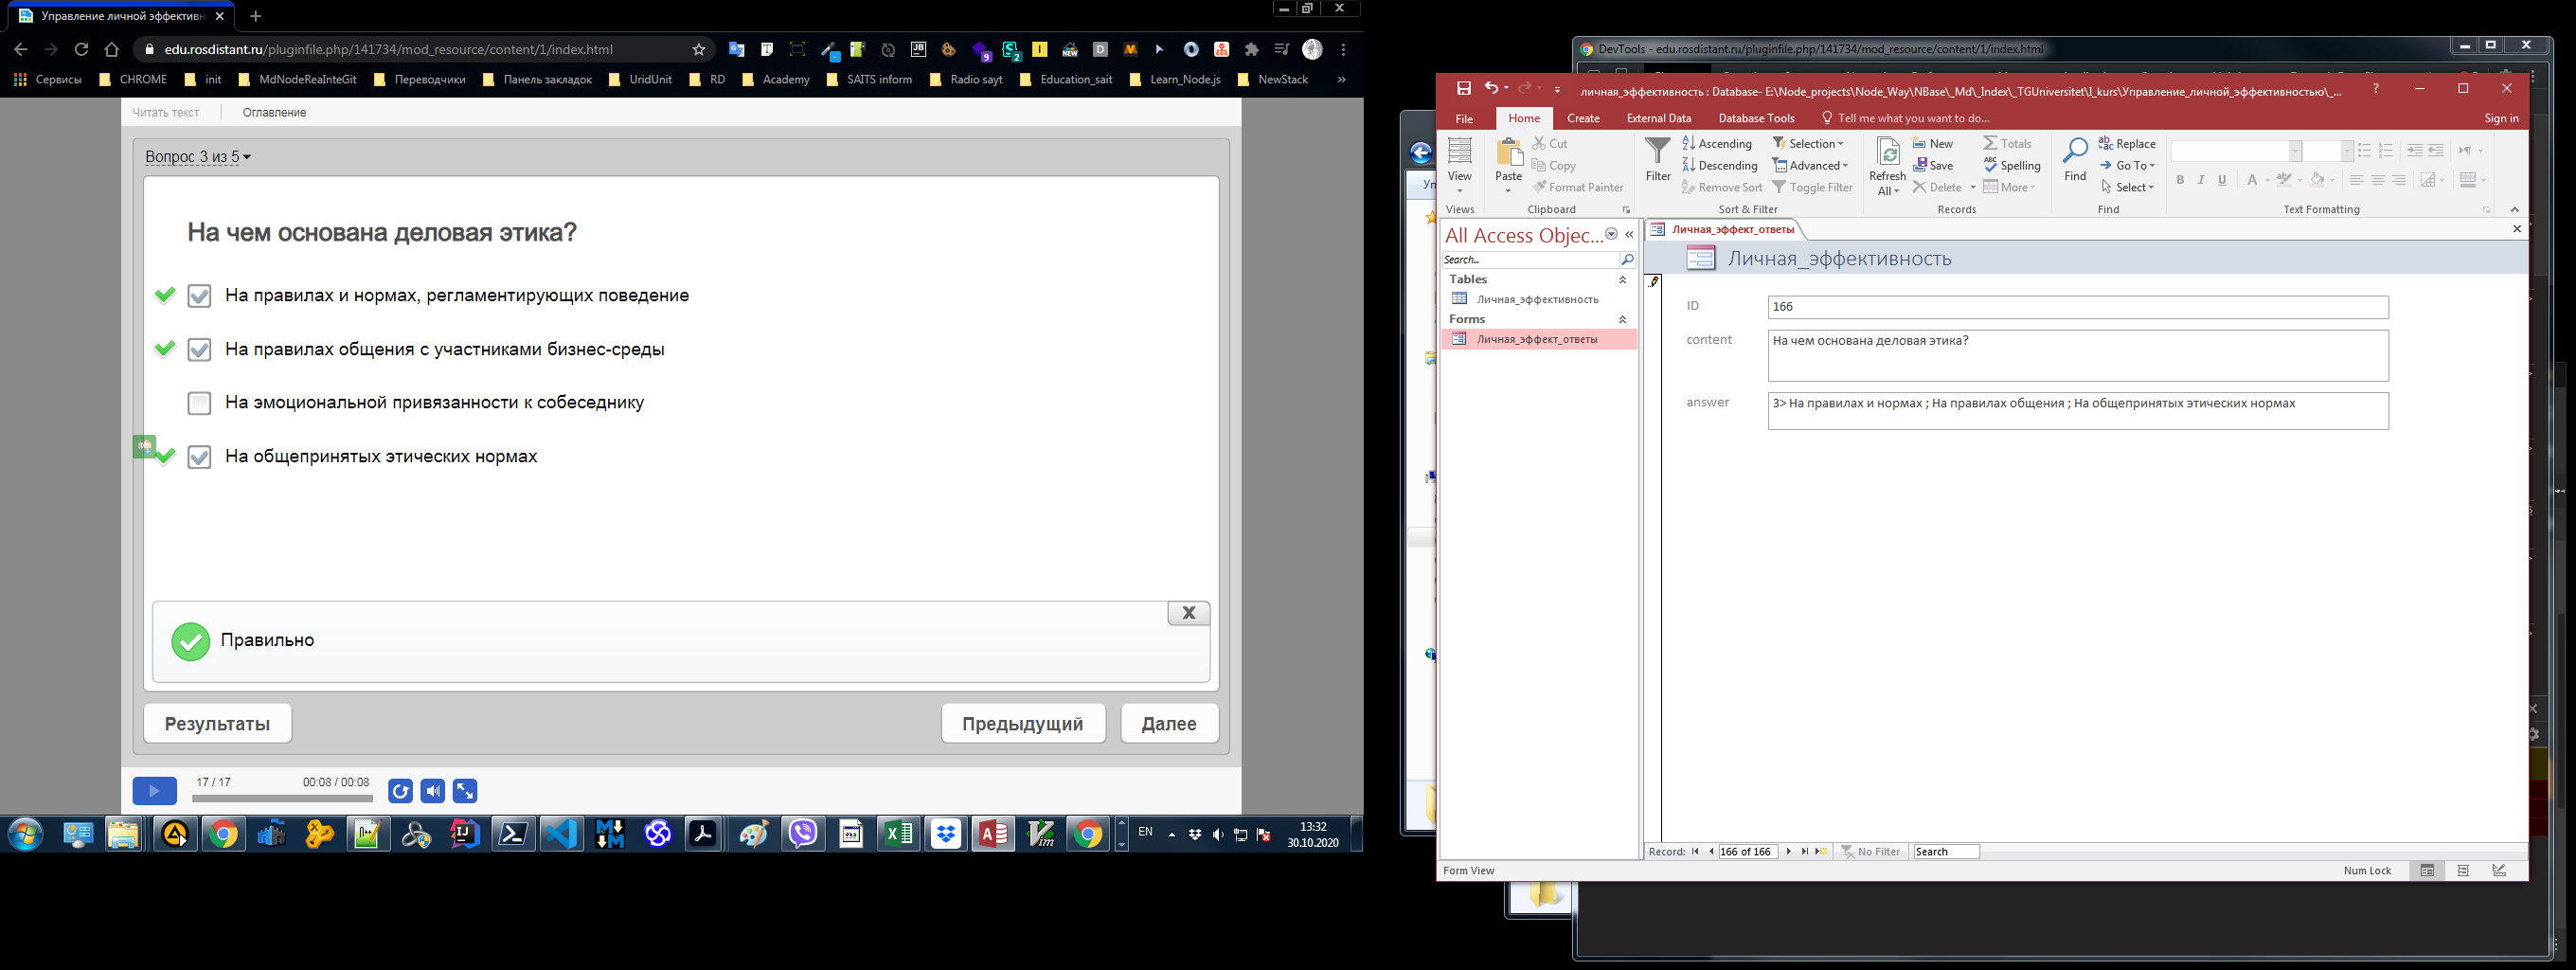 Управление личной эффективн
edu.rosdistant.ru/pluginfile.php/141734/mod_resource/content/1/index.html
Сервисы CHROME init MdNodeReaInteGit Переводчики Панель закладок UridUnit RD Academy SAITS inform Radio sayt Education_sait Learn_Node.js NewStack »
Читать текст Оглавление
Вопрос 3 из 5
На чем основана деловая этика?
На правилах и нормах, регламентирующих поведение
На правилах общения с участниками бизнес-среды
На эмоциональной привязанности к собеседнику
На общепринятых этических нормах
X
Правильно
Результаты Предыдущий Далее
17 / 17 00:08 / 00:08
EN 13:32
30.10.2020
DevTools - edu.rosdistant.ru/pluginfile.php/141734/mod_resource/content/1/index.html
личная_эффективность : Database- E:\Node_projects\Node_Way\NBase\_Md\_Index\_TGUniversitet\I_kurs\Управление_личной_эффективностью\_...
File Home Create External Data Database Tools Tell me what you want to do... Sign in
View Paste Cut Copy Format Painter
Filter Ascending Descending Remove Sort Selection Advanced Toggle Filter
Refresh All New Save Delete Totals Spelling More
Find Replace Go To Select
B I U A
Views Clipboard Sort & Filter Records Find Text Formatting
All Access Objec... «
Search...
Tables
Личная_эффективность
Forms
Личная_эффект_ответы
Личная_эффект_ответы
Личная_эффективность
ID 166
content На чем основана деловая этика?
answer 3> На правилах и нормах ; На правилах общения ; На общепринятых этических нормах
Record: 166 of 166 No Filter Search
Form View Num Lock